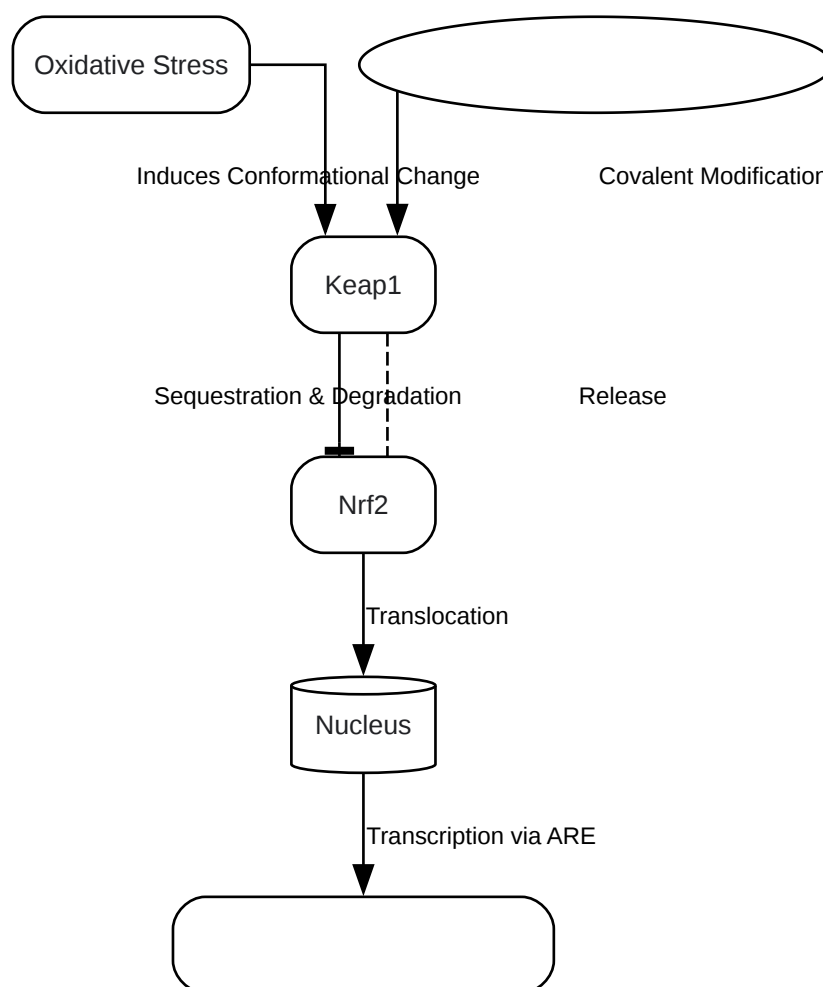 Oxidative Stress
Induces Conformational Change
Covalent Modification
Keap1
Sequestration & Degradation
Release
Nrf2
Translocation
Nucleus
Transcription via ARE